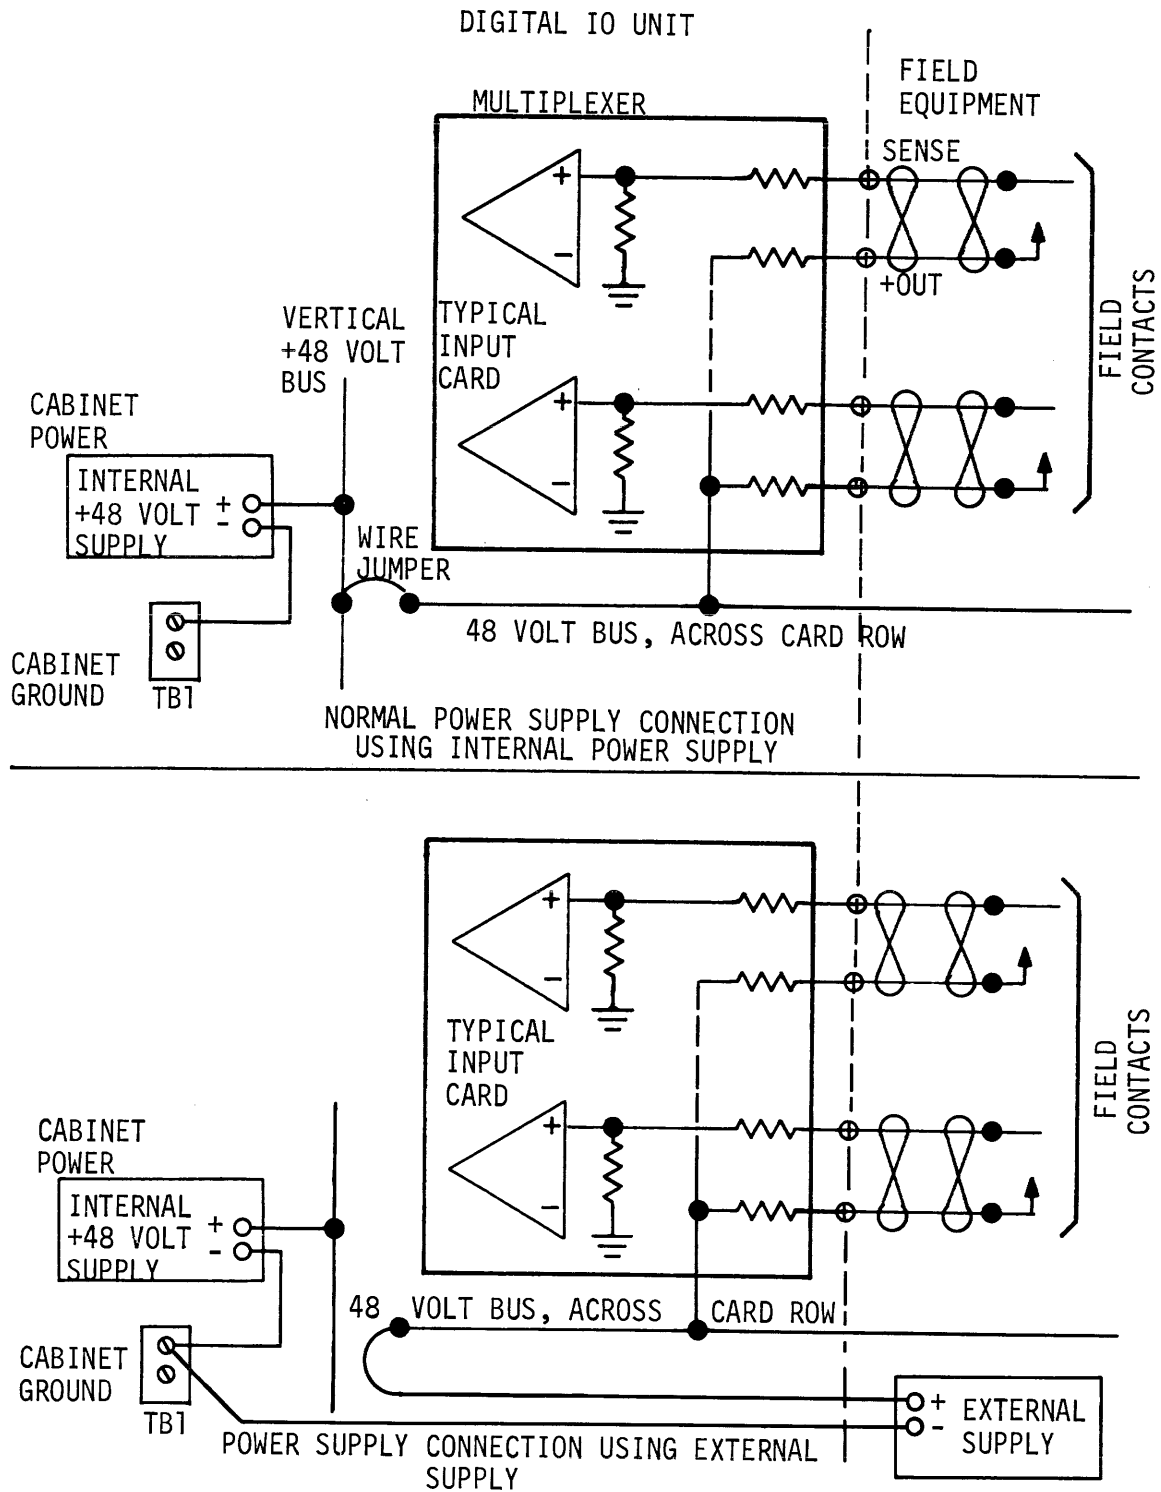 DIGITAL IO UNIT
FIELD
EQUIPMENT
MULTIPLEXER
SENSE
+
-
+OUT
TYPICAL
INPUT
CARD
VERTICAL
+48 VOLT
BUS
FIELD
CONTACTS
+
-
CABINET
POWER
INTERNAL
+48 VOLT
SUPPLY
+
-
WIRE
JUMPER
48 VOLT BUS, ACROSS CARD ROW
CABINET
GROUND
TB1
NORMAL POWER SUPPLY CONNECTION
USING INTERNAL POWER SUPPLY
+
-
TYPICAL
INPUT
CARD
FIELD
CONTACTS
+
-
CABINET
POWER
INTERNAL
+48 VOLT
SUPPLY
+
-
48 VOLT BUS, ACROSS CARD ROW
CABINET
GROUND
TB1
+
-
EXTERNAL
SUPPLY
POWER SUPPLY CONNECTION USING EXTERNAL
SUPPLY